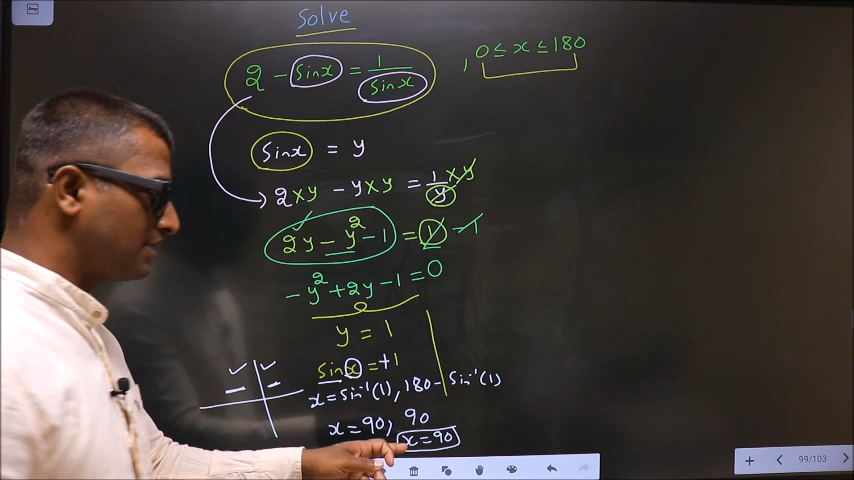 Solve
2 - sinx = 1/sinx , 0 ≤ x ≤ 180
sinx = y
2xy - yxy = 1/y xy
2y - y² - 1 = 1 - 1
-y² + 2y - 1 = 0
y = 1
sinx = +1
x = sin⁻¹(1), 180 - sin⁻¹(1)
x = 90, 90
x = 90
99/103